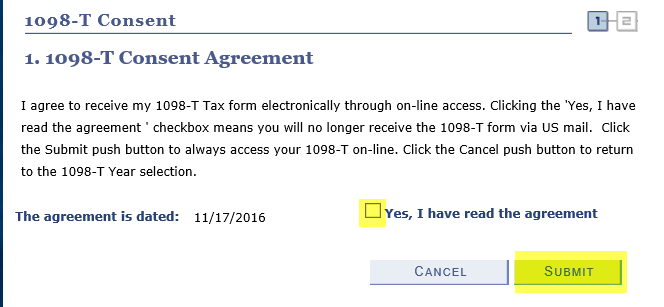 1098-T Consent
1 2
1. 1098-T Consent Agreement
I agree to receive my 1098-T Tax form electronically through on-line access. Clicking the 'Yes, I have
read the agreement ' checkbox means you will no longer receive the 1098-T form via US mail.  Click
the Submit push button to always access your 1098-T on-line. Click the Cancel push button to return
to the 1098-T Year selection.
The agreement is dated: 11/17/2016 Yes, I have read the agreement
CANCEL SUBMIT